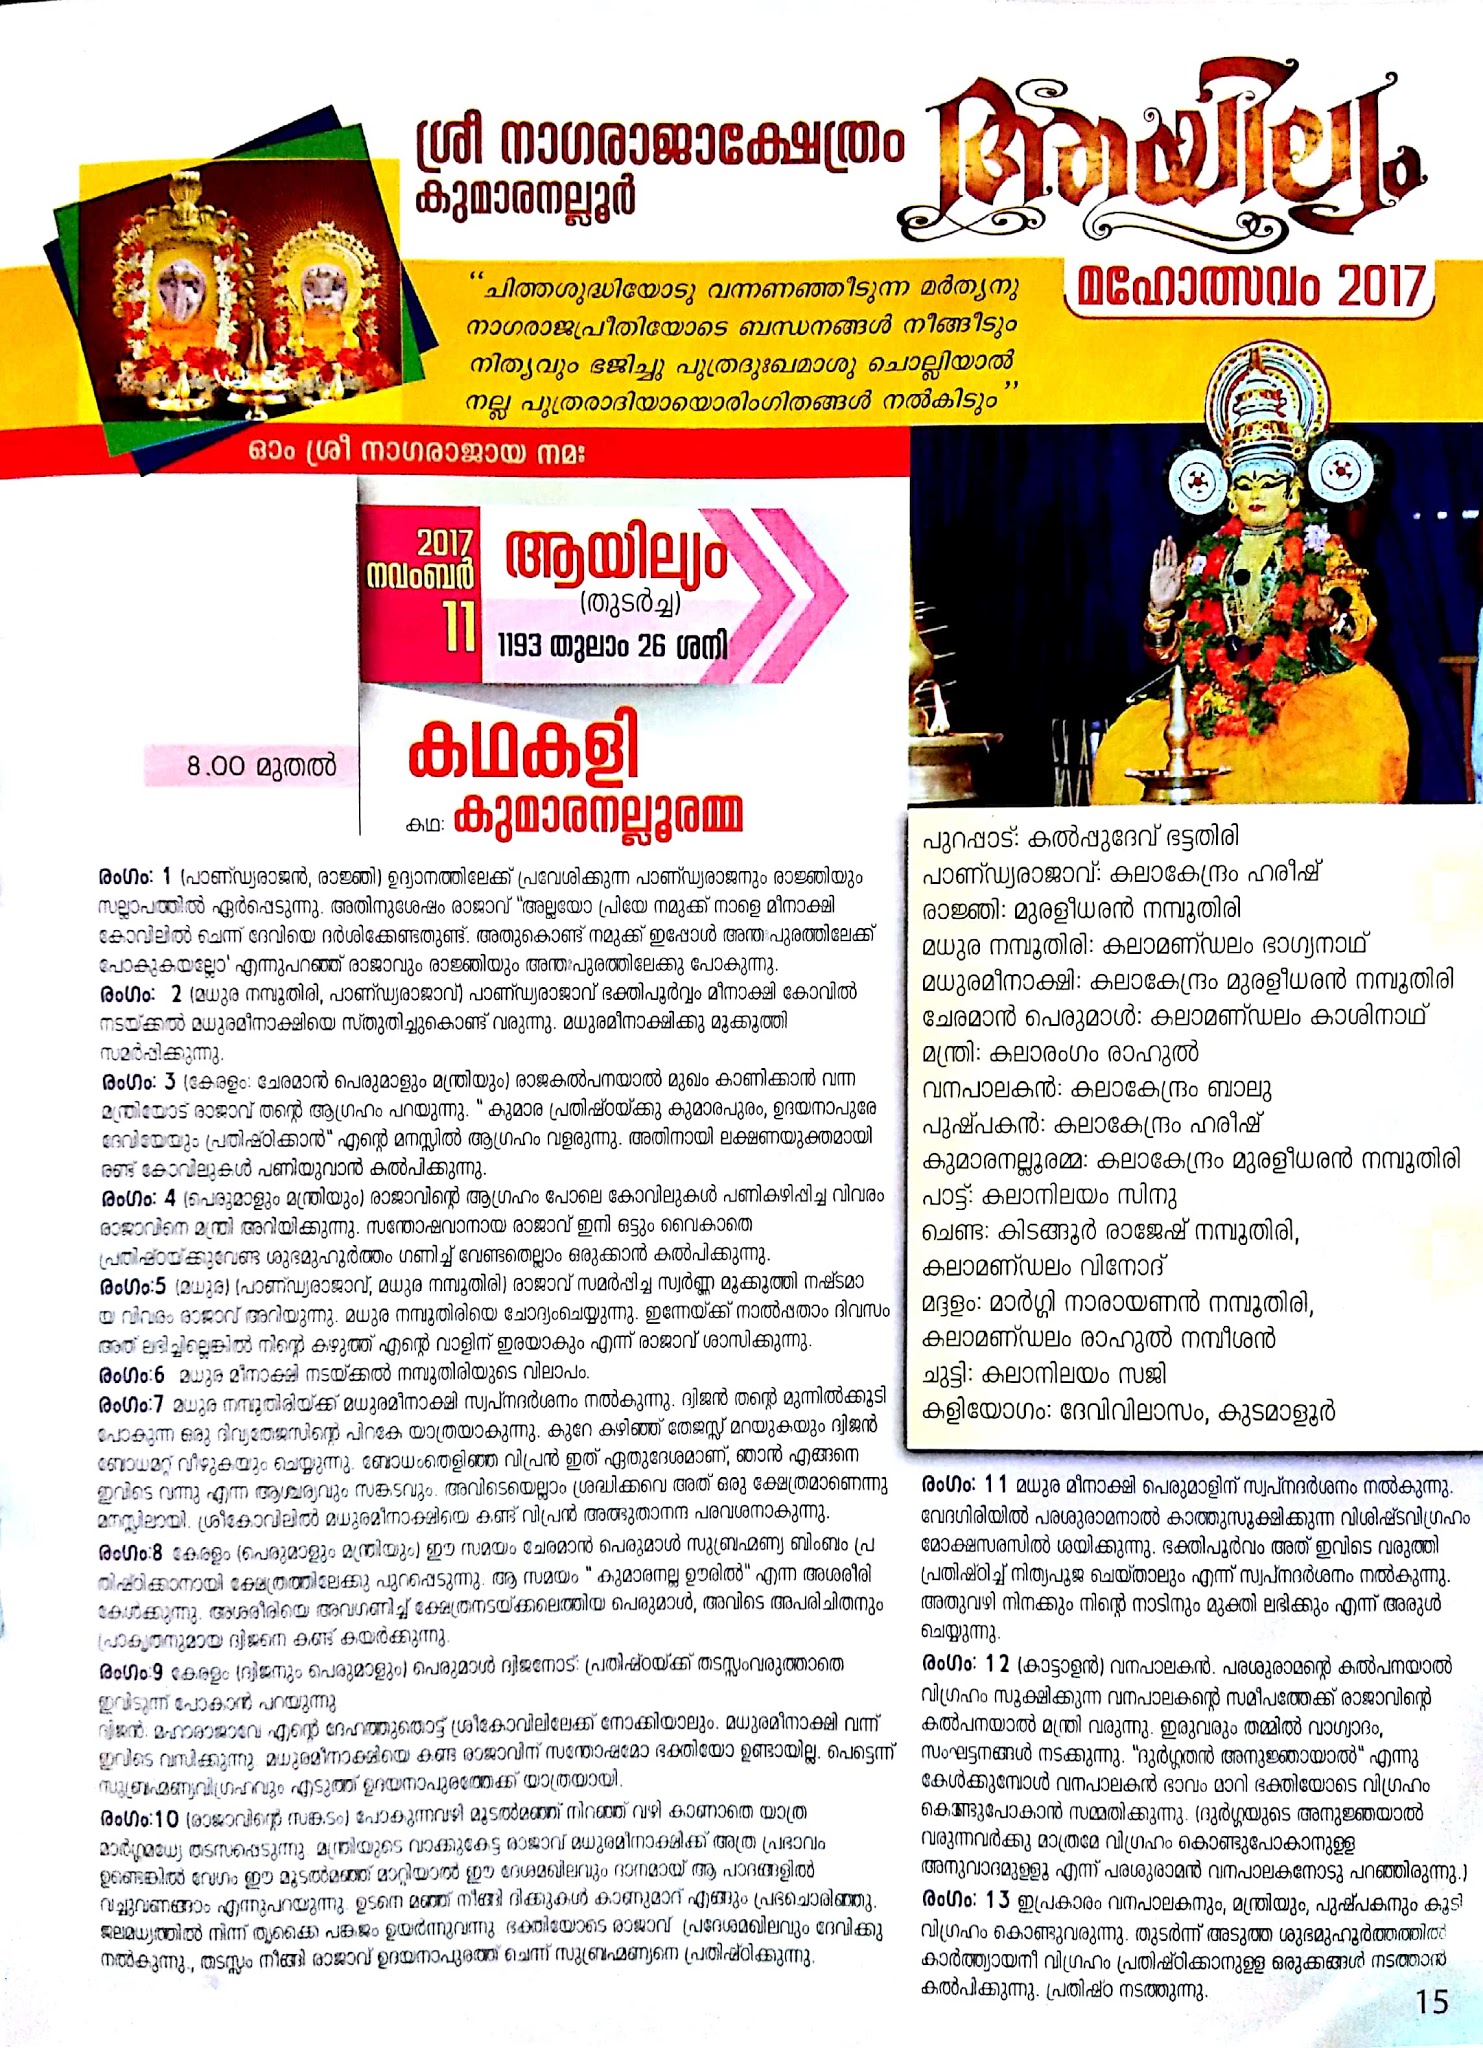 ശ്രീ നാഗരാജാക്ഷേത്രം
കുമാരനല്ലൂർ
ആയില്യം
മഹോത്സവം 2017
“ചിത്തശുദ്ധിയോടു വന്നണഞ്ഞീടുന്ന മർത്യനു
നാഗരാജപ്രീതിയോടെ ബന്ധനങ്ങൾ നീങ്ങീടും
നിത്യവും ഭജിച്ചു പുത്രദുഃഖമാശു ചൊല്ലിയാൽ
നല്ല പുത്രരാദിയായൊരിംഗിതങ്ങൾ നൽകിടും”
ഓം ശ്രീ നാഗരാജായ നമഃ
2017
നവംബർ
11
ആയില്യം
(തുടർച്ച)
1193 തുലാം 26 ശനി
8.00 മുതൽ
കഥകളി
കഥ: കുമാരനല്ലൂരമ്മ
രംഗം: 1 (പാണ്ഡ്യരാജൻ, രാജ്ഞി) ഉദ്യാനത്തിലേക്ക് പ്രവേശിക്കുന്ന പാണ്ഡ്യരാജനും രാജ്ഞിയും
സല്ലാപത്തിൽ ഏർപ്പെടുന്നു. അതിനുശേഷം രാജാവ് "അല്ലയോ പ്രിയേ നമുക്ക് നാളെ മീനാക്ഷി
കോവിലിൽ ചെന്ന് ദേവിയെ ദർശിക്കേണ്ടതുണ്ട്. അതുകൊണ്ട് നമുക്ക് ഇപ്പോൾ അന്തഃപുരത്തിലേക്ക്
പോകുകയല്ലോ' എന്നുപറഞ്ഞ് രാജാവും രാജ്ഞിയും അന്തഃപുരത്തിലേക്കു പോകുന്നു.
രംഗം: 2 (മധുര നമ്പൂതിരി, പാണ്ഡ്യരാജാവ്) പാണ്ഡ്യരാജാവ് ഭക്തിപൂർവ്വം മീനാക്ഷി കോവിൽ
നടയ്ക്കൽ മധുരമീനാക്ഷിയെ സ്തുതിച്ചുകൊണ്ട് വരുന്നു. മധുരമീനാക്ഷിക്കു മൂക്കൂത്തി
സമർപ്പിക്കുന്നു.
രംഗം: 3 (കേരളം: ചേരമാൻ പെരുമാളും മന്ത്രിയും) രാജകൽപനയാൽ മുഖം കാണിക്കാൻ വന്ന
മന്ത്രിയോട് രാജാവ് തന്റെ ആഗ്രഹം പറയുന്നു. " കുമാര പ്രതിഷ്ഠയ്ക്കു കുമാരപുരം, ഉദയനാപുരേ
ദേവിയേയും പ്രതിഷ്ഠിക്കാൻ" എന്റെ മനസ്സിൽ ആഗ്രഹം വളരുന്നു. അതിനായി ലക്ഷണയുക്തമായി
രണ്ട് കോവിലുകൾ പണിയുവാൻ കൽപിക്കുന്നു.
രംഗം: 4 (പെരുമാളും മന്ത്രിയും) രാജാവിന്റെ ആഗ്രഹം പോലെ കോവിലുകൾ പണികഴിപ്പിച്ച വിവരം
രാജാവിനെ മന്ത്രി അറിയിക്കുന്നു. സന്തോഷവാനായ രാജാവ് ഇനി ഒട്ടും വൈകാതെ
പ്രതിഷ്ഠയ്ക്കുവേണ്ട ശുഭമുഹൂർത്തം ഗണിച്ച് വേണ്ടതെല്ലാം ഒരുക്കാൻ കൽപിക്കുന്നു.
രംഗം:5 (മധുര) (പാണ്ഡ്യരാജാവ്, മധുര നമ്പൂതിരി) രാജാവ് സമർപ്പിച്ച സ്വർണ്ണ മൂക്കൂത്തി നഷ്ടമാ
യ വിവരം രാജാവ് അറിയുന്നു. മധുര നമ്പൂതിരിയെ ചോദ്യംചെയ്യുന്നു. ഇന്നേയ്ക്ക് നാൽപ്പതാം ദിവസം
അത് ലഭിച്ചില്ലെങ്കിൽ നിന്റെ കഴുത്ത് എന്റെ വാളിന് ഇരയാകും എന്ന് രാജാവ് ശാസിക്കുന്നു.
രംഗം:6 മധുര മീനാക്ഷി നടയ്ക്കൽ നമ്പൂതിരിയുടെ വിലാപം.
രംഗം:7 മധുര നമ്പൂതിരിയ്ക്ക് മധുരമീനാക്ഷി സ്വപ്നദർശനം നൽകുന്നു. ദ്വിജൻ തന്റെ മുന്നിൽക്കൂടി
പോകുന്ന ഒരു ദിവ്യതേജസിന്റെ പിറകേ യാത്രയാകുന്നു. കുറേ കഴിഞ്ഞ് തേജസ്സ് മറയുകയും ദ്വിജൻ
ബോധമറ്റ് വീഴുകയും ചെയ്യുന്നു. ബോധംതെളിഞ്ഞ വിപ്രൻ ഇത് ഏതുദേശമാണ്, ഞാൻ എങ്ങനെ
ഇവിടെ വന്നു എന്ന ആശ്ചര്യവും സങ്കടവും. അവിടെയെല്ലാം ശ്രദ്ധിക്കവെ അത് ഒരു ക്ഷേത്രമാണെന്നു
മനസ്സിലായി. ശ്രീകോവിലിൽ മധുരമീനാക്ഷിയെ കണ്ട് വിപ്രൻ അത്ഭുതാനന്ദ പരവശനാകുന്നു.
രംഗം:8 കേരളം (പെരുമാളും മന്ത്രിയും) ഈ സമയം ചേരമാൻ പെരുമാൾ സുബ്രഹ്മണ്യ ബിംബം പ്ര
തിഷ്ഠിക്കാനായി ക്ഷേത്രത്തിലേക്കു പുറപ്പെടുന്നു. ആ സമയം " കുമാരനല്ല ഊരിൽ" എന്ന അശരീരി
കേൾക്കുന്നു. അശരീരിയെ അവഗണിച്ച് ക്ഷേത്രനടയ്ക്കലെത്തിയ പെരുമാൾ, അവിടെ അപരിചിതനും
പ്രാകൃതനുമായ ദ്വിജനെ കണ്ട് കയർക്കുന്നു.
രംഗം:9 കേരളം (ദ്വിജനും പെരുമാളും) പെരുമാൾ ദ്വിജനോട്: പ്രതിഷ്ഠയ്ക്ക് തടസ്സംവരുത്താതെ
ഇവിടുന്ന് പോകാൻ പറയുന്നു
ദ്വിജൻ. മഹാരാജാവേ എന്റെ ദേഹത്തുതൊട്ട് ശ്രീകോവിലിലേക്ക് നോക്കിയാലും. മധുരമീനാക്ഷി വന്ന്
ഇവിടെ വസിക്കുന്നു. മധുരമീനാക്ഷിയെ കണ്ട രാജാവിന് സന്തോഷമോ ഭക്തിയോ ഉണ്ടായില്ല. പെട്ടെന്ന്
സുബ്രഹ്മണ്യവിഗ്രഹവും എടുത്ത് ഉദയനാപുരത്തേക്ക് യാത്രയായി.
രംഗം:10 (രാജാവിന്റെ സങ്കടം) പോകുന്നവഴി മൂടൽമഞ്ഞ് നിറഞ്ഞ് വഴി കാണാതെ യാത്ര
മാർഗ്ഗമധ്യേ തടസപ്പെടുന്നു. മന്ത്രിയുടെ വാക്കുകേട്ട രാജാവ് മധുരമീനാക്ഷിക്ക് അത്ര പ്രഭാവം
ഉണ്ടെങ്കിൽ വേഗം ഈ മൂടൽമഞ്ഞ് മാറ്റിയാൽ ഈ ദേശമഖിലവും ദാനമായ് ആ പാദങ്ങളിൽ
വച്ചുവണങ്ങാം എന്നുപറയുന്നു. ഉടനെ മഞ്ഞ് നീങ്ങി ദിക്കുകൾ കാണുമാറ് എങ്ങും പ്രഭചൊരിഞ്ഞു.
ജലമധ്യത്തിൽ നിന്ന് തൃക്കൈ പങ്കജം ഉയർന്നുവന്നു ഭക്തിയോടെ രാജാവ് പ്രദേശമഖിലവും ദേവിക്കു
നൽകുന്നു., തടസ്സം നീങ്ങി രാജാവ് ഉദയനാപുരത്ത് ചെന്ന് സുബ്രഹ്മണ്യനെ പ്രതിഷ്ഠിക്കുന്നു.
പുറപ്പാട്: കൽപ്പുദേവ് ഭട്ടതിരി
പാണ്ഡ്യരാജാവ്: കലാകേന്ദ്രം ഹരീഷ്
രാജ്ഞി: മുരളീധരൻ നമ്പൂതിരി
മധുര നമ്പൂതിരി: കലാമണ്ഡലം ഭാഗ്യനാഥ്
മധുരമീനാക്ഷി: കലാകേന്ദ്രം മുരളീധരൻ നമ്പൂതിരി
ചേരമാൻ പെരുമാൾ: കലാമണ്ഡലം കാശിനാഥ്
മന്ത്രി: കലാരംഗം രാഹുൽ
വനപാലകൻ: കലാകേന്ദ്രം ബാലു
പുഷ്പകൻ: കലാകേന്ദ്രം ഹരീഷ്
കുമാരനല്ലൂരമ്മ: കലാകേന്ദ്രം മുരളീധരൻ നമ്പൂതിരി
പാട്ട്: കലാനിലയം സിനു
ചെണ്ട: കിടങ്ങൂർ രാജേഷ് നമ്പൂതിരി,
കലാമണ്ഡലം വിനോദ്
മദ്ദളം: മാർഗ്ഗി നാരായണൻ നമ്പൂതിരി,
കലാമണ്ഡലം രാഹുൽ നമ്പീശൻ
ചുട്ടി: കലാനിലയം സജി
കളിയോഗം: ദേവിവിലാസം, കുടമാളൂർ
രംഗം: 11 മധുര മീനാക്ഷി പെരുമാളിന് സ്വപ്നദർശനം നൽകുന്നു.
വേദഗിരിയിൽ പരശുരാമനാൽ കാത്തുസൂക്ഷിക്കുന്ന വിശിഷ്ടവിഗ്രഹം
മോക്ഷസരസിൽ ശയിക്കുന്നു. ഭക്തിപൂർവം അത് ഇവിടെ വരുത്തി
പ്രതിഷ്ഠിച്ച് നിത്യപൂജ ചെയ്താലും എന്ന് സ്വപ്നദർശനം നൽകുന്നു.
അതുവഴി നിനക്കും നിന്റെ നാടിനും മുക്തി ലഭിക്കും എന്ന് അരുൾ
ചെയ്യുന്നു.
രംഗം: 12 (കാട്ടാളൻ) വനപാലകൻ. പരശുരാമന്റെ കൽപനയാൽ
വിഗ്രഹം സൂക്ഷിക്കുന്ന വനപാലകന്റെ സമീപത്തേക്ക് രാജാവിന്റെ
കൽപനയാൽ മന്ത്രി വരുന്നു. ഇരുവരും തമ്മിൽ വാഗ്വാദം,
സംഘട്ടനങ്ങൾ നടക്കുന്നു. "ദുർഗ്ഗതൻ അനുജ്ഞായാൽ" എന്നു
കേൾക്കുമ്പോൾ വനപാലകൻ ഭാവം മാറി ഭക്തിയോടെ വിഗ്രഹം
കൊണ്ടുപോകാൻ സമ്മതിക്കുന്നു. (ദുർഗ്ഗയുടെ അനുജ്ഞയാൽ
വരുന്നവർക്കു മാത്രമേ വിഗ്രഹം കൊണ്ടുപോകാനുള്ള
അനുവാദമുള്ളൂ എന്ന് പരശുരാമൻ വനപാലകനോടു പറഞ്ഞിരുന്നു.)
രംഗം: 13 ഇപ്രകാരം വനപാലകനും, മന്ത്രിയും, പുഷ്പകനും കൂടി
വിഗ്രഹം കൊണ്ടുവരുന്നു. തുടർന്ന് അടുത്ത ശുഭമുഹൂർത്തത്തിൽ
കാർത്ത്യായനീ വിഗ്രഹം പ്രതിഷ്ഠിക്കാനുള്ള ഒരുക്കങ്ങൾ നടത്താൻ
കൽപിക്കുന്നു. പ്രതിഷ്ഠ നടത്തുന്നു.
15